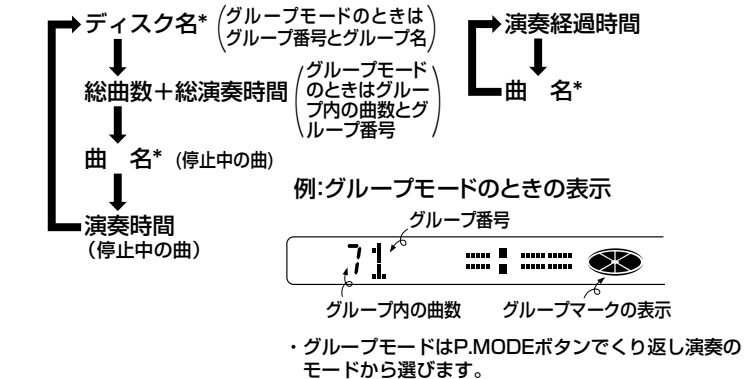 ディスク名* (グループモードのときは
グループ番号とグループ名)
総曲数＋総演奏時間 (グループモード
のときはグルー
プ内の曲数とグ
ループ番号)
曲　名* (停止中の曲)
演奏時間
（停止中の曲）
演奏経過時間
曲　名*
例:グループモードのときの表示
グループ番号
71 --:--
グループ内の曲数
グループマークの表示
・グループモードはP.MODEボタンでくり返し演奏の
モードから選びます。